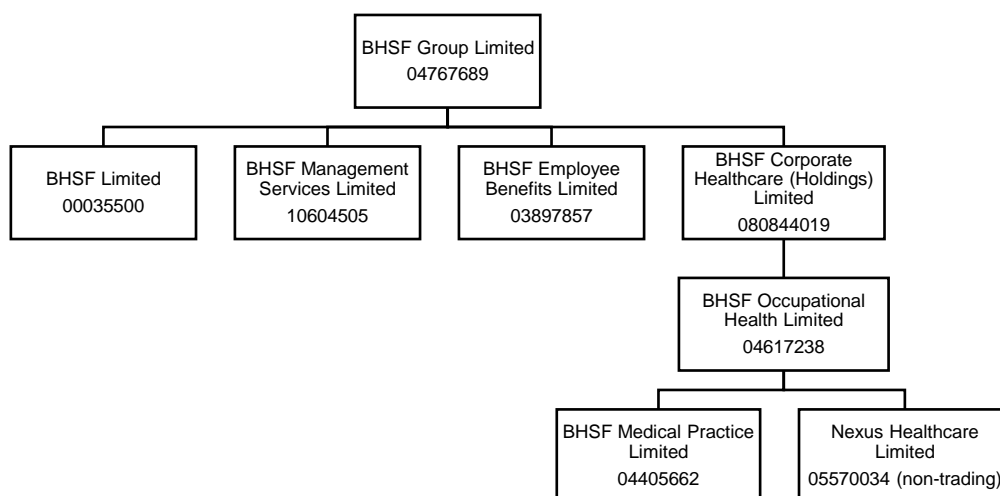 BHSF Group Limited
04767689
BHSF Limited
00035500
BHSF Management
Services Limited
10604505
BHSF Employee
Benefits Limited
03897857
BHSF Corporate
Healthcare (Holdings)
Limited
080844019
BHSF Occupational
Health Limited
04617238
BHSF Medical Practice
Limited
04405662
Nexus Healthcare
Limited
05570034 (non-trading)